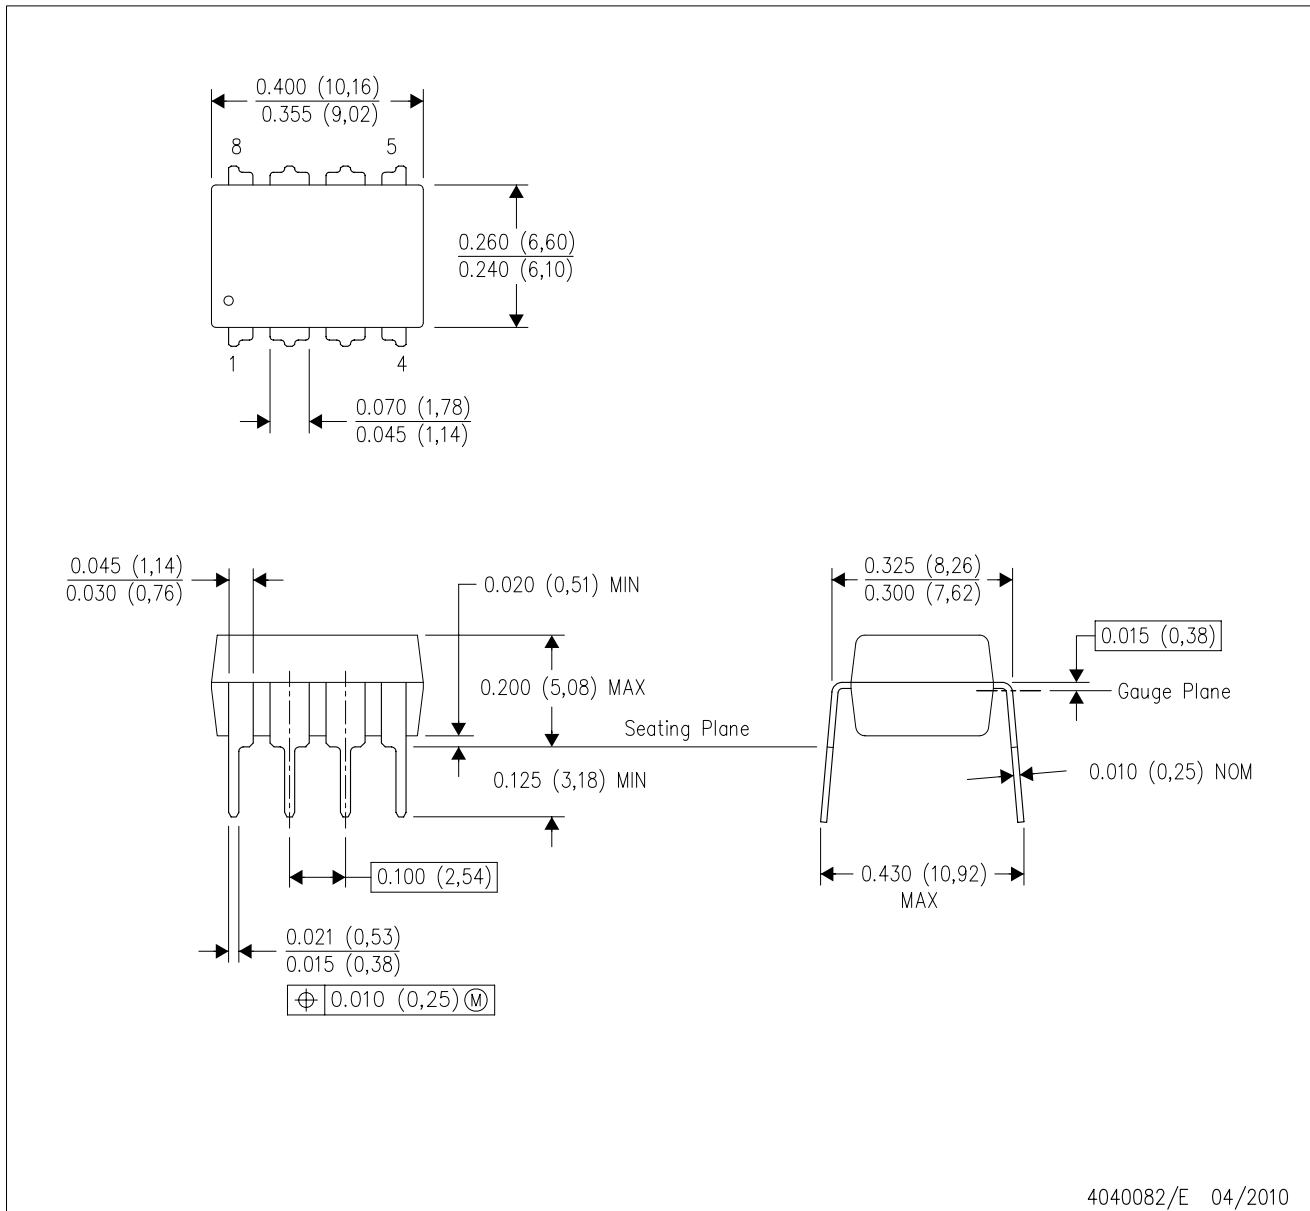 0.400 (10,16)
0.355 (9,02)
8
5
0.260 (6,60)
0.240 (6,10)
1
4
0.070 (1,78)
0.045 (1,14)
0.045 (1,14)
0.030 (0,76)
0.020 (0,51) MIN
0.325 (8,26)
0.300 (7,62)
0.015 (0,38)
0.200 (5,08) MAX
Gauge Plane
Seating Plane
0.125 (3,18) MIN
0.010 (0,25) NOM
0.100 (2,54)
0.430 (10,92)
MAX
0.021 (0,53)
0.015 (0,38)
⌖ 0.010 (0,25) Ⓜ
4040082/E 04/2010